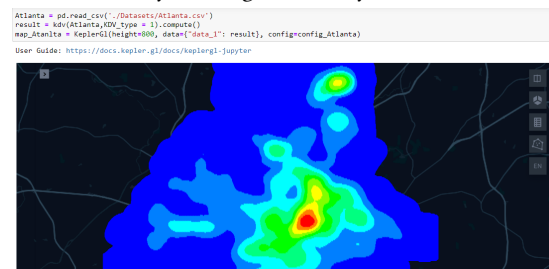 Atlanta = pd.read_csv('./Datasets/Atlanta.csv')
result = kdv(Atlanta,KDV_type = 1).compute()
map_Atanlta = KeplerGl(height=800, data={"data_1": result}, config=config_Atlanta)
User Guide: https://docs.kepler.gl/docs/keplergl-jupyter
EN